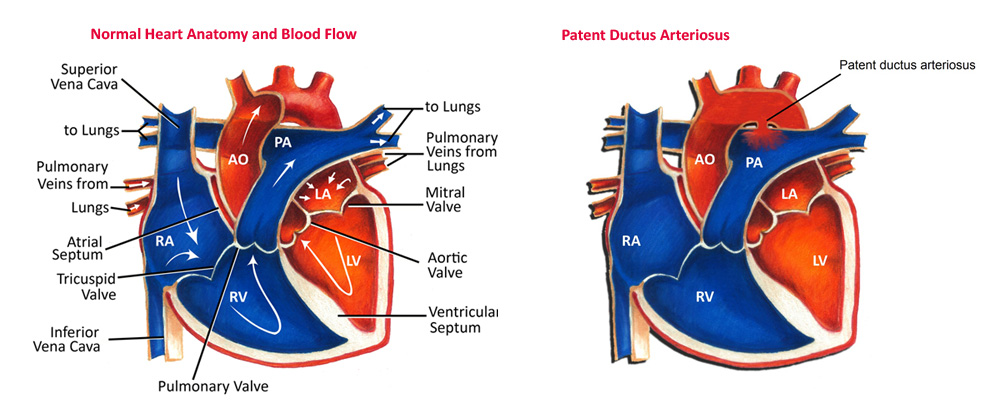 Normal Heart Anatomy and Blood Flow
Superior
Vena Cava
to Lungs
Pulmonary
Veins from
Lungs
Atrial
Septum
Tricuspid
Valve
Inferior
Vena Cava
Pulmonary Valve
to Lungs
Pulmonary
Veins from
Lungs
Mitral
Valve
Aortic
Valve
Ventricular
Septum
AO
PA
LA
RA
LV
RV
Patent Ductus Arteriosus
Patent ductus arteriosus
AO
PA
LA
RA
LV
RV